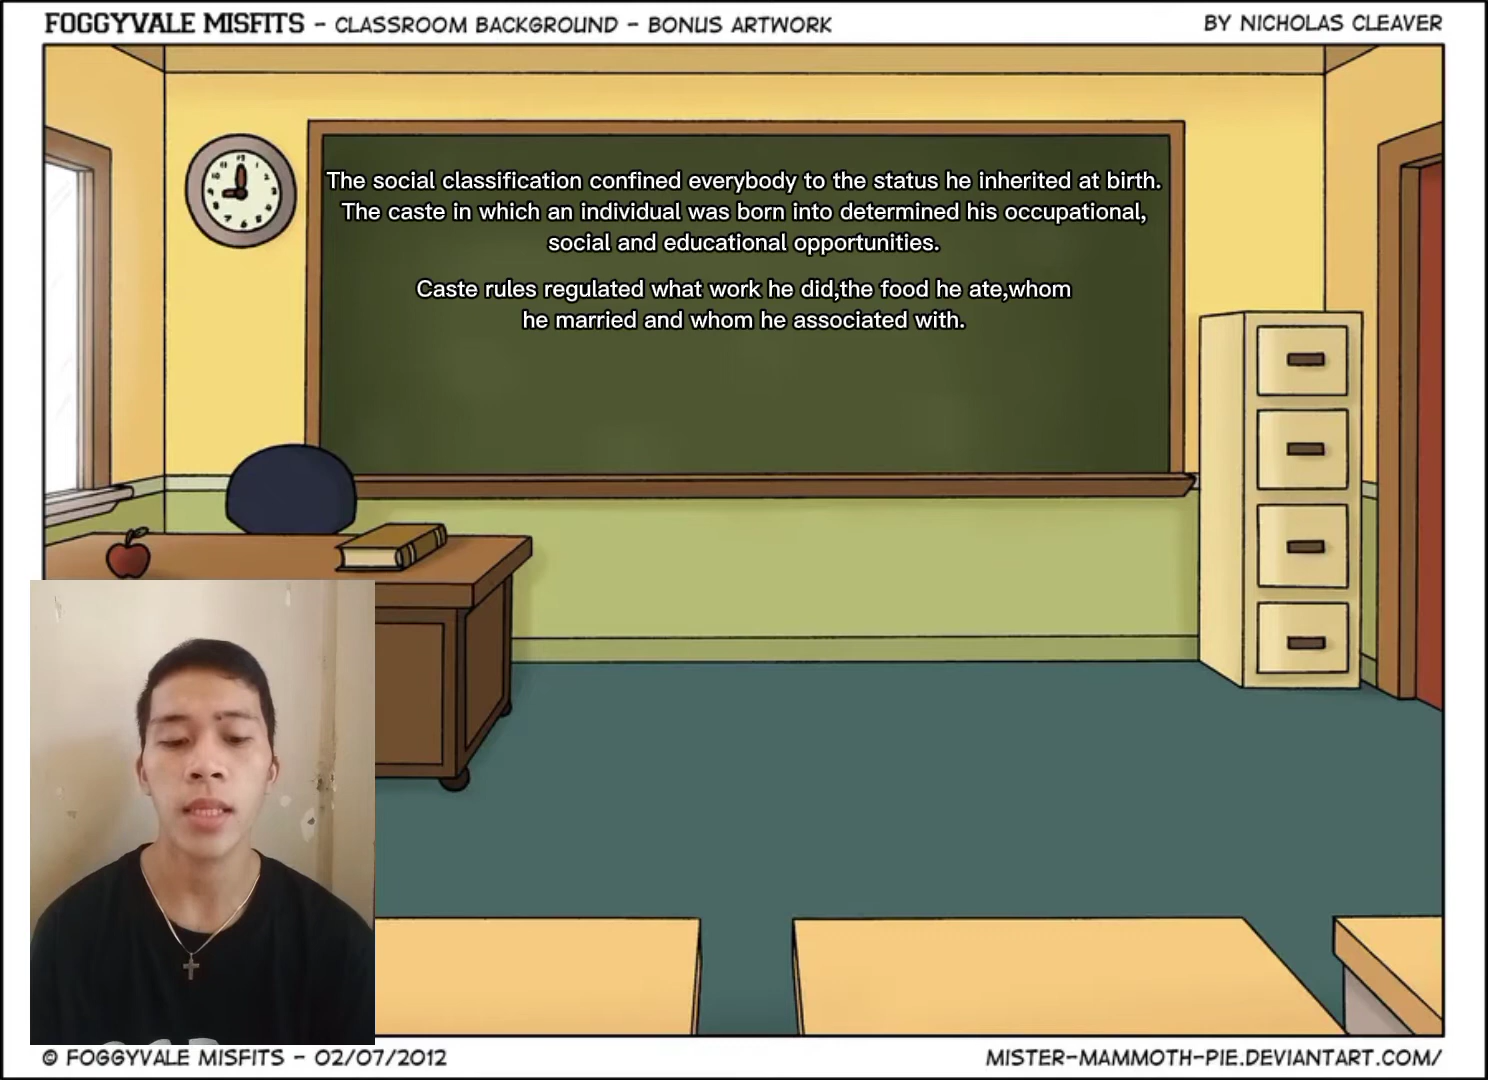 FOGGYVALE MISFITS - CLASSROOM BACKGROUND - BONUS ARTWORK
BY NICHOLAS CLEAVER
The social classification confined everybody to the status he inherited at birth.
The caste in which an individual was born into determined his occupational,
social and educational opportunities.
Caste rules regulated what work he did,the food he ate,whom
he married and whom he associated with.
© FOGGYVALE MISFITS - 02/07/2012
MISTER-MAMMOTH-PIE.DEVIANTART.COM/